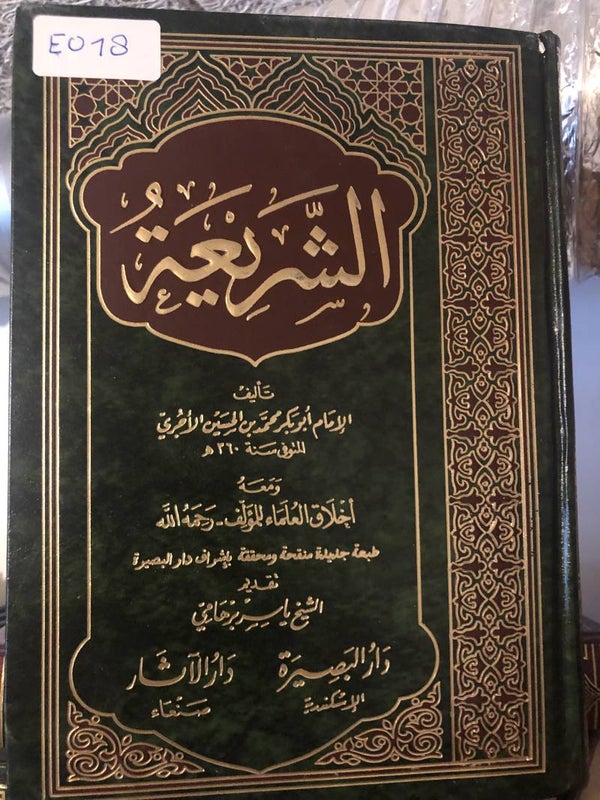 E018
الشَّرِيْعَةُ
تأليف
الإمام أبو بكر محمد بن الحسين الآجري
المتوفى سنة ٣٦٠ هـ
ومعه
أخلاق العلماء للمؤلف - رحمه الله
طبعة جديدة منقحة ومحققة بإشراف دار البصيرة
تقديم
الشيخ ياسر برهامي
دار البصيرة دار الآثار
الإسكندرية صنعاء